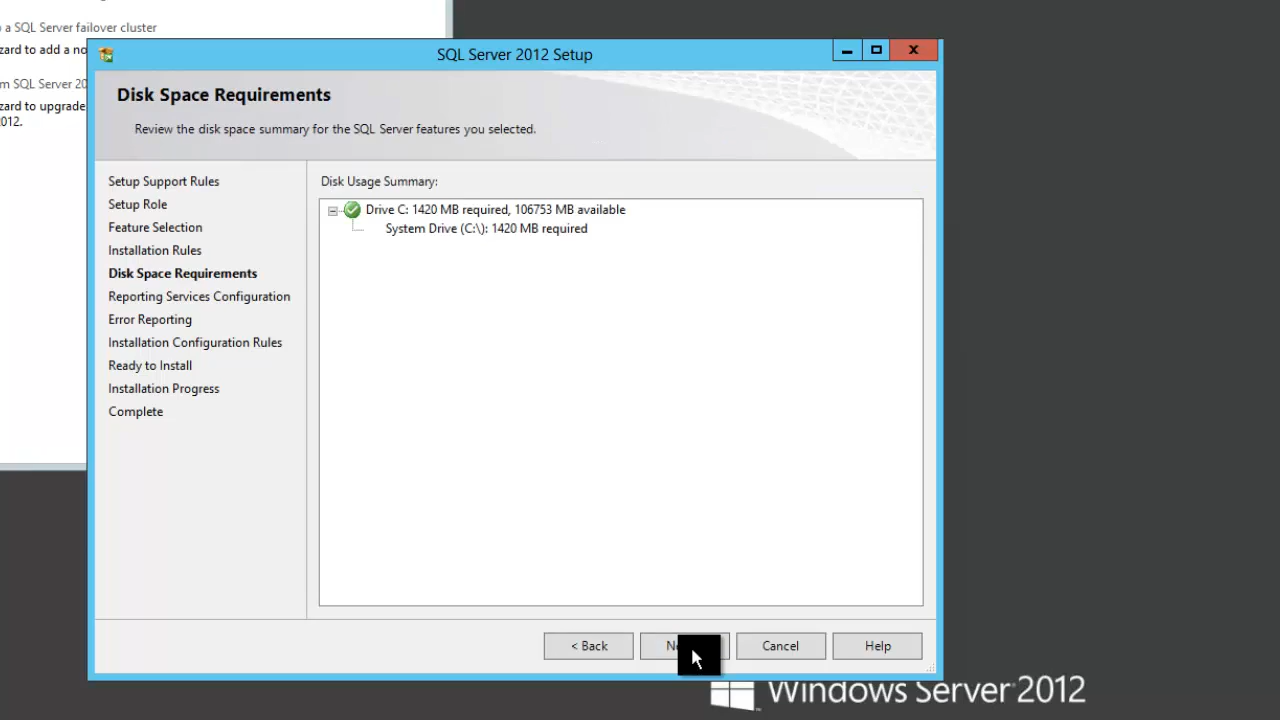 o a SQL Server failover cluster
zard to add a no
m SQL Server 20
zard to upgrade
2012.
SQL Server 2012 Setup
Disk Space Requirements
Review the disk space summary for the SQL Server features you selected.
Setup Support Rules
Setup Role
Feature Selection
Installation Rules
Disk Space Requirements
Reporting Services Configuration
Error Reporting
Installation Configuration Rules
Ready to Install
Installation Progress
Complete
Disk Usage Summary:
Drive C: 1420 MB required, 106753 MB available
System Drive (C:\): 1420 MB required
< Back
Cancel
Help
Windows Server 2012